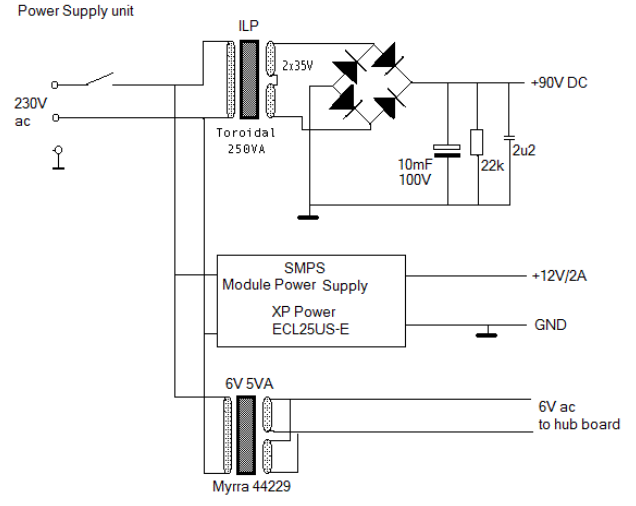 Power Supply unit
ILP
2x35V
230V
ac
+90V DC
Toroidal
250VA
10mF
100V
22k
2u2
SMPS
Module Power Supply
XP Power
ECL25US-E
+12V/2A
GND
6V 5VA
6V ac
to hub board
Myrra 44229